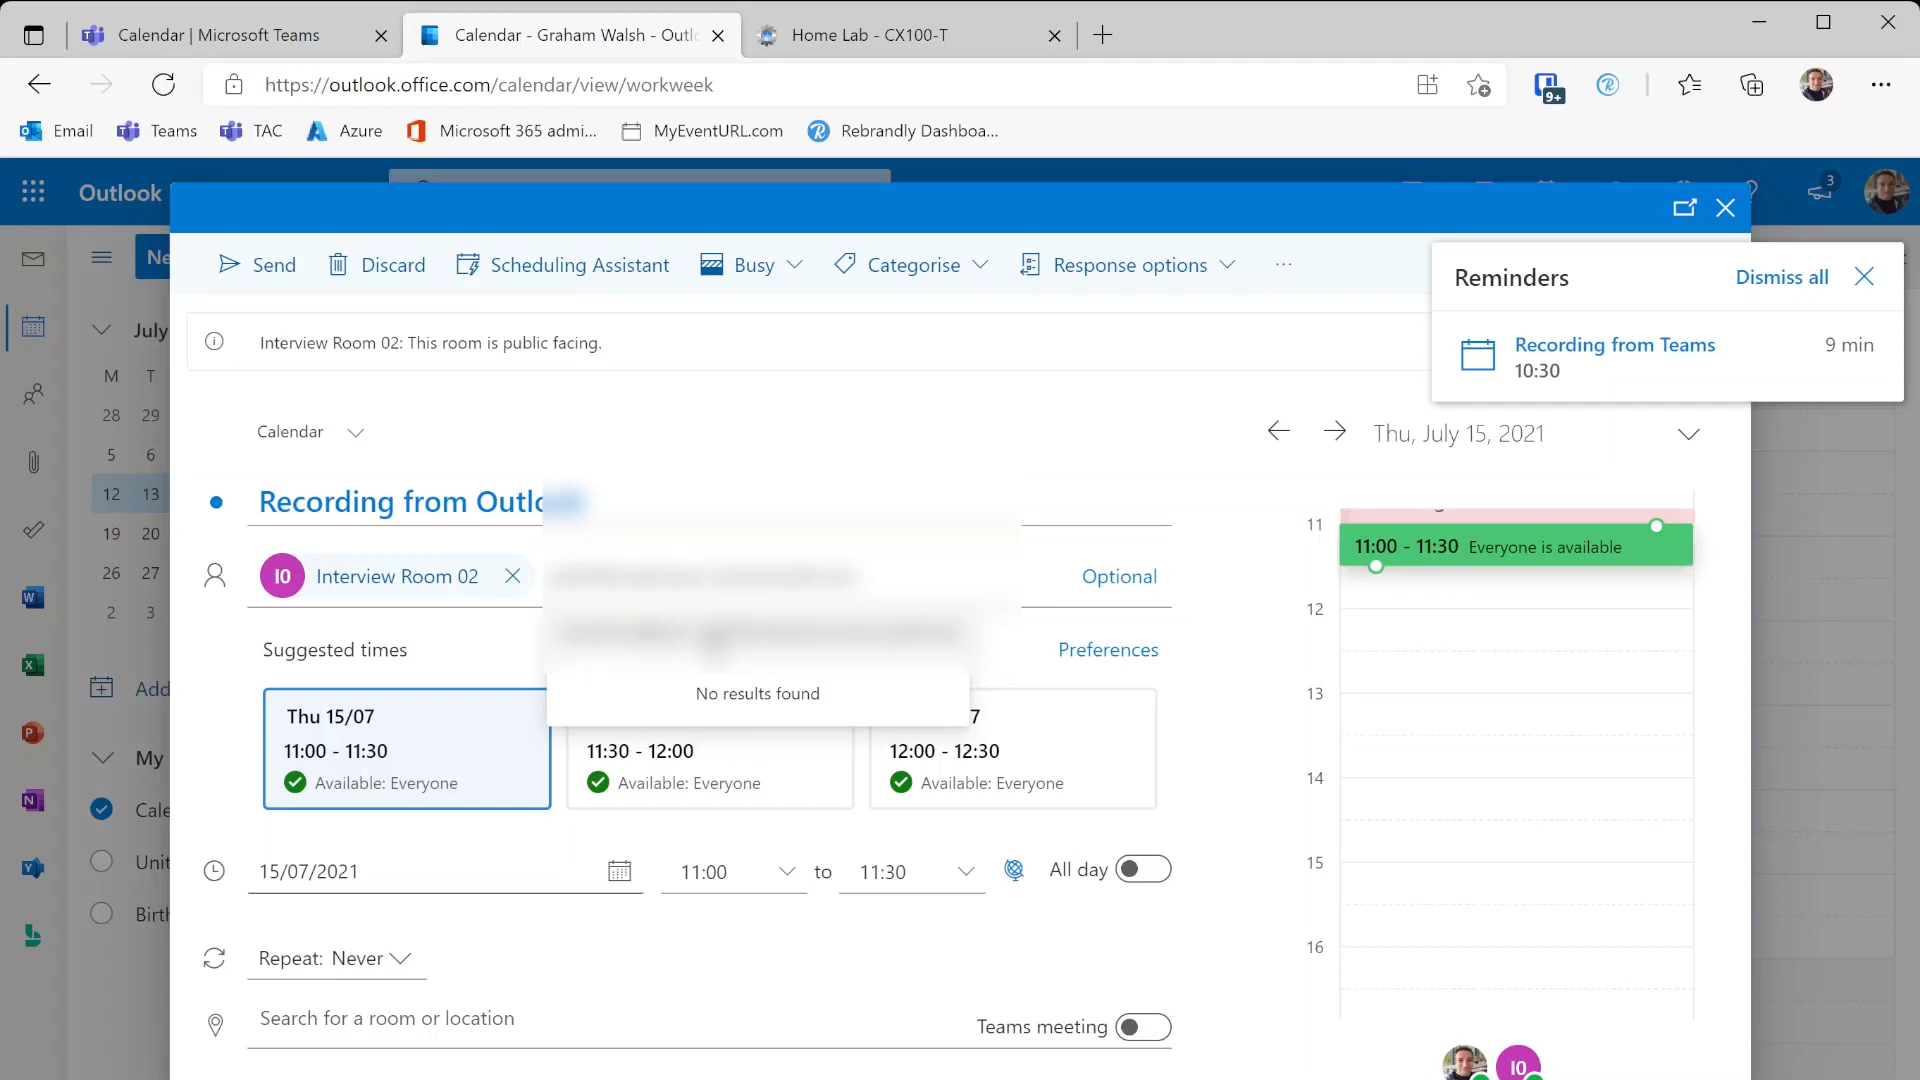 Calendar | Microsoft Teams
Calendar - Graham Walsh - Outlo
Home Lab - CX100-T
https://outlook.office.com/calendar/view/workweek
9+
Email
Teams
TAC
Azure
Microsoft 365 admi...
MyEventURL.com
Rebrandly Dashboa...
Outlook
3
Ne
Send
Discard
Scheduling Assistant
Busy
Categorise
Response options
...
Reminders
Dismiss all
Recording from Teams
9 min
10:30
Interview Room 02: This room is public facing.
July
M T
28 29
5 6
12 13
19 20
26 27
2 3
Add
My
Cale
Unit
Birth
Calendar
Thu, July 15, 2021
Recording from Outlo
I0
Interview Room 02
Optional
Suggested times
Preferences
No results found
Thu 15/07
11:00 - 11:30
Available: Everyone
11:30 - 12:00
Available: Everyone
7
12:00 - 12:30
Available: Everyone
15/07/2021
11:00
to
11:30
All day
Repeat: Never
Search for a room or location
Teams meeting
11
11:00 - 11:30 Everyone is available
12
13
14
15
16
I0